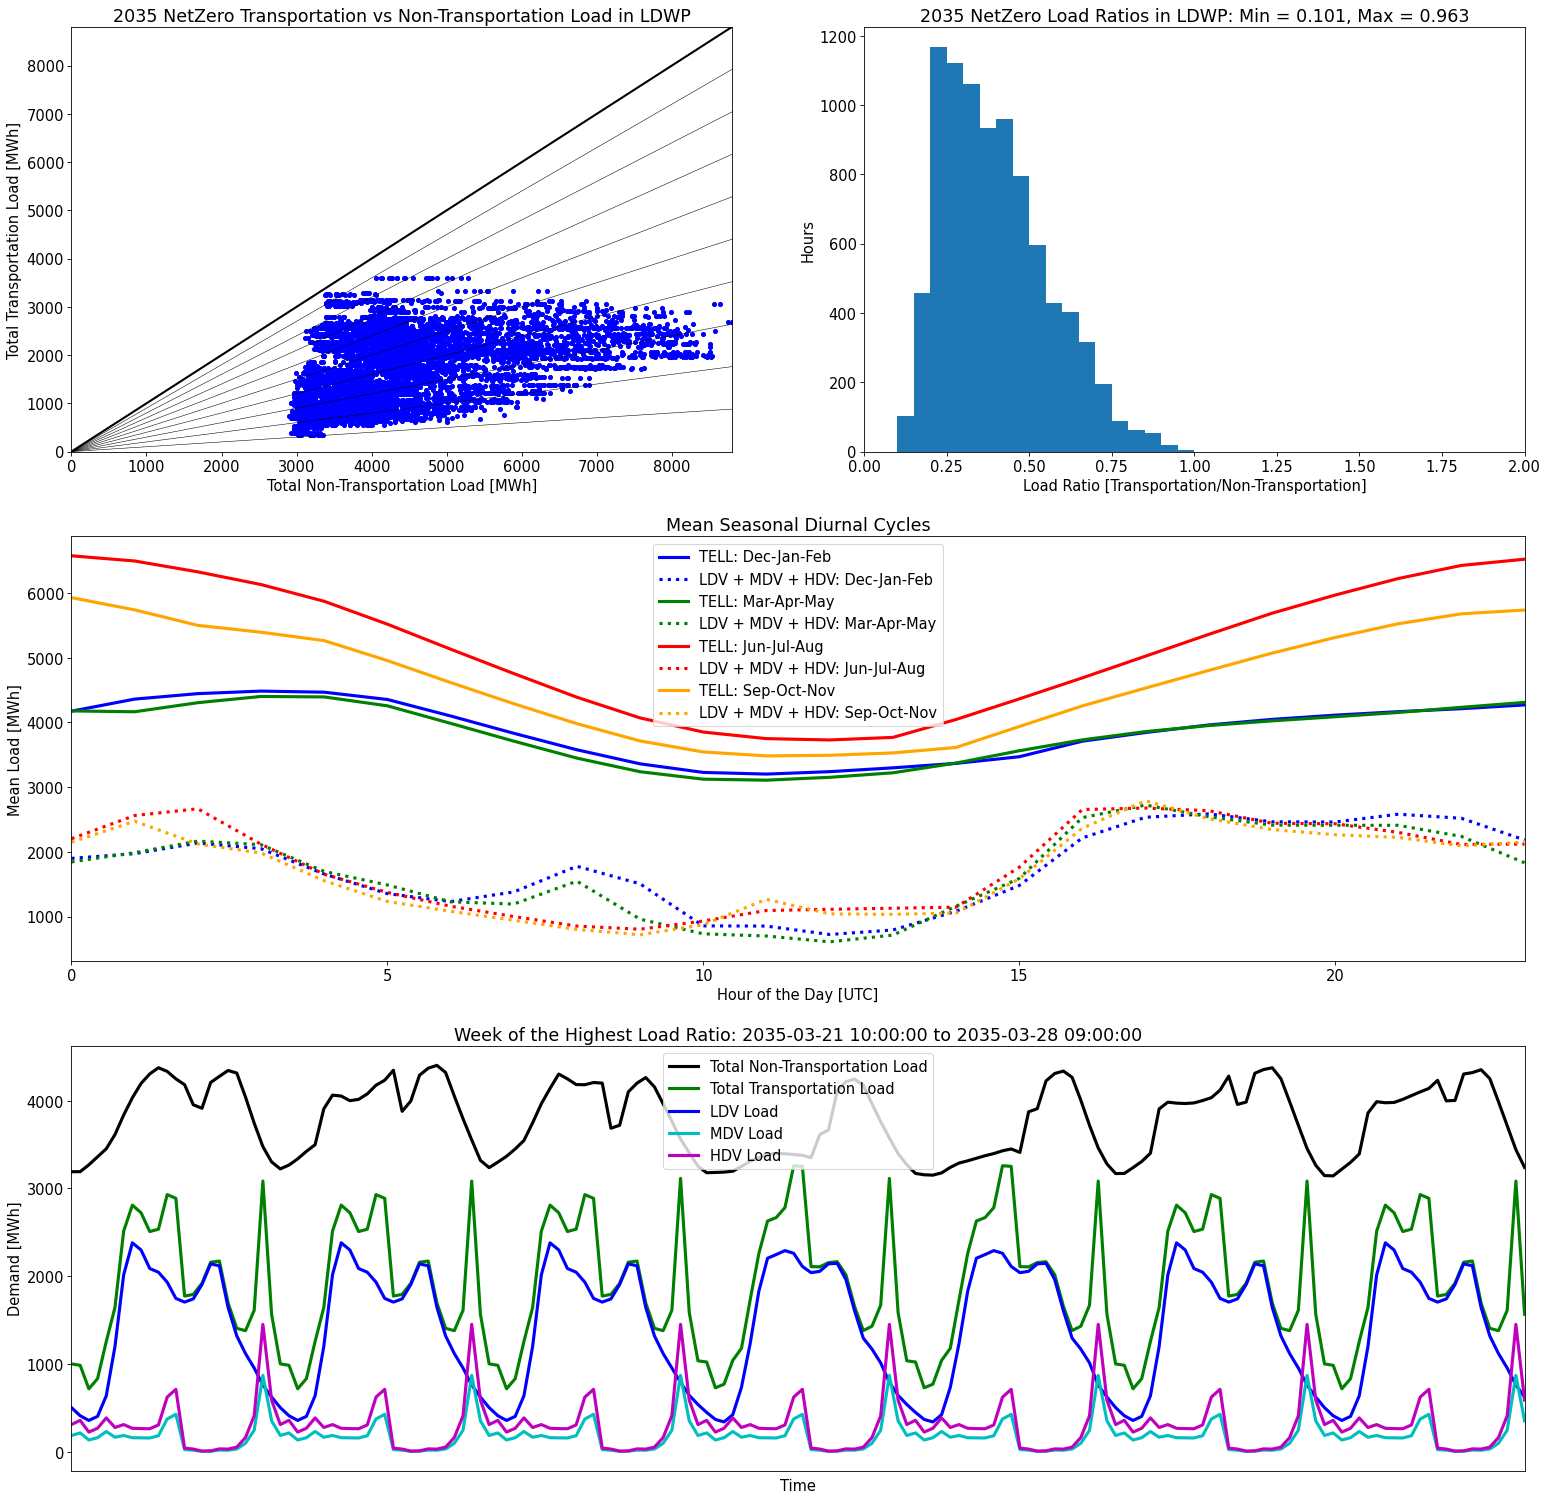 2035 NetZero Transportation vs Non-Transportation Load in LDWP
Total Transportation Load [MWh]
8000
7000
6000
5000
4000
3000
2000
1000
0
0 1000 2000 3000 4000 5000 6000 7000 8000
Total Non-Transportation Load [MWh]
2035 NetZero Load Ratios in LDWP: Min = 0.101, Max = 0.963
Hours
1200
1000
800
600
400
200
0
0.00 0.25 0.50 0.75 1.00 1.25 1.50 1.75 2.00
Load Ratio [Transportation/Non-Transportation]
Mean Seasonal Diurnal Cycles
Mean Load [MWh]
6000
5000
4000
3000
2000
1000
TELL: Dec-Jan-Feb
LDV + MDV + HDV: Dec-Jan-Feb
TELL: Mar-Apr-May
LDV + MDV + HDV: Mar-Apr-May
TELL: Jun-Jul-Aug
LDV + MDV + HDV: Jun-Jul-Aug
TELL: Sep-Oct-Nov
LDV + MDV + HDV: Sep-Oct-Nov
0 5 10 15 20
Hour of the Day [UTC]
Week of the Highest Load Ratio: 2035-03-21 10:00:00 to 2035-03-28 09:00:00
Demand [MWh]
4000
3000
2000
1000
0
Total Non-Transportation Load
Total Transportation Load
LDV Load
MDV Load
HDV Load
Time